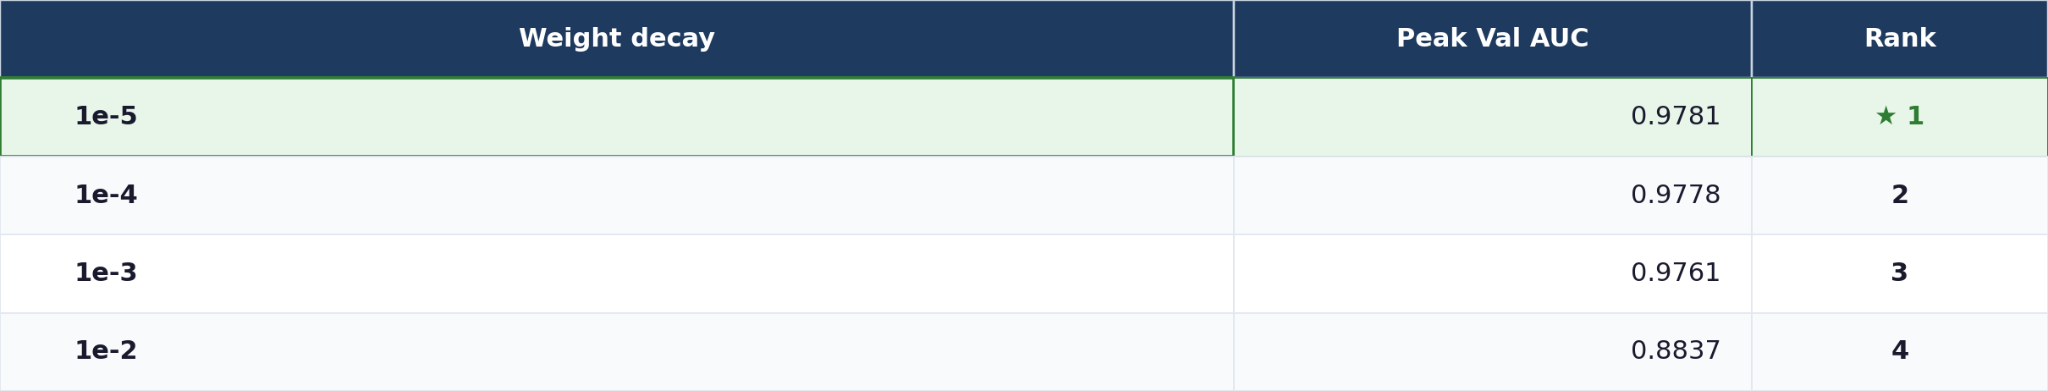 Weight decay Peak Val AUC Rank
1e-5 0.9781 ★ 1
1e-4 0.9778 2
1e-3 0.9761 3
1e-2 0.8837 4